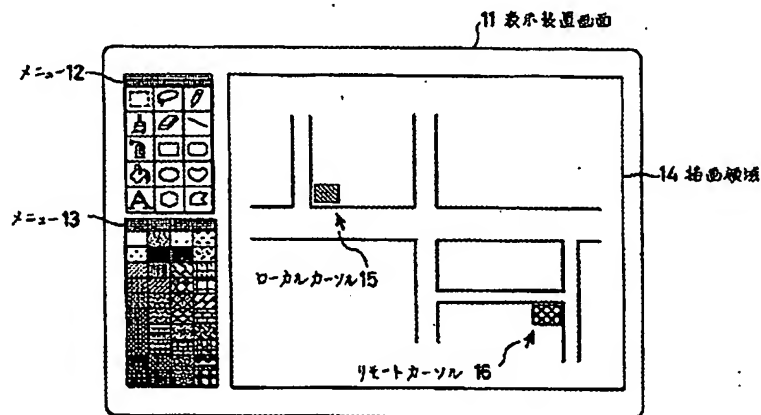 11 表示装置画面
メニュー12
14 描画領域
メニュー13
ローカルカーソル15
リモートカーソル 16